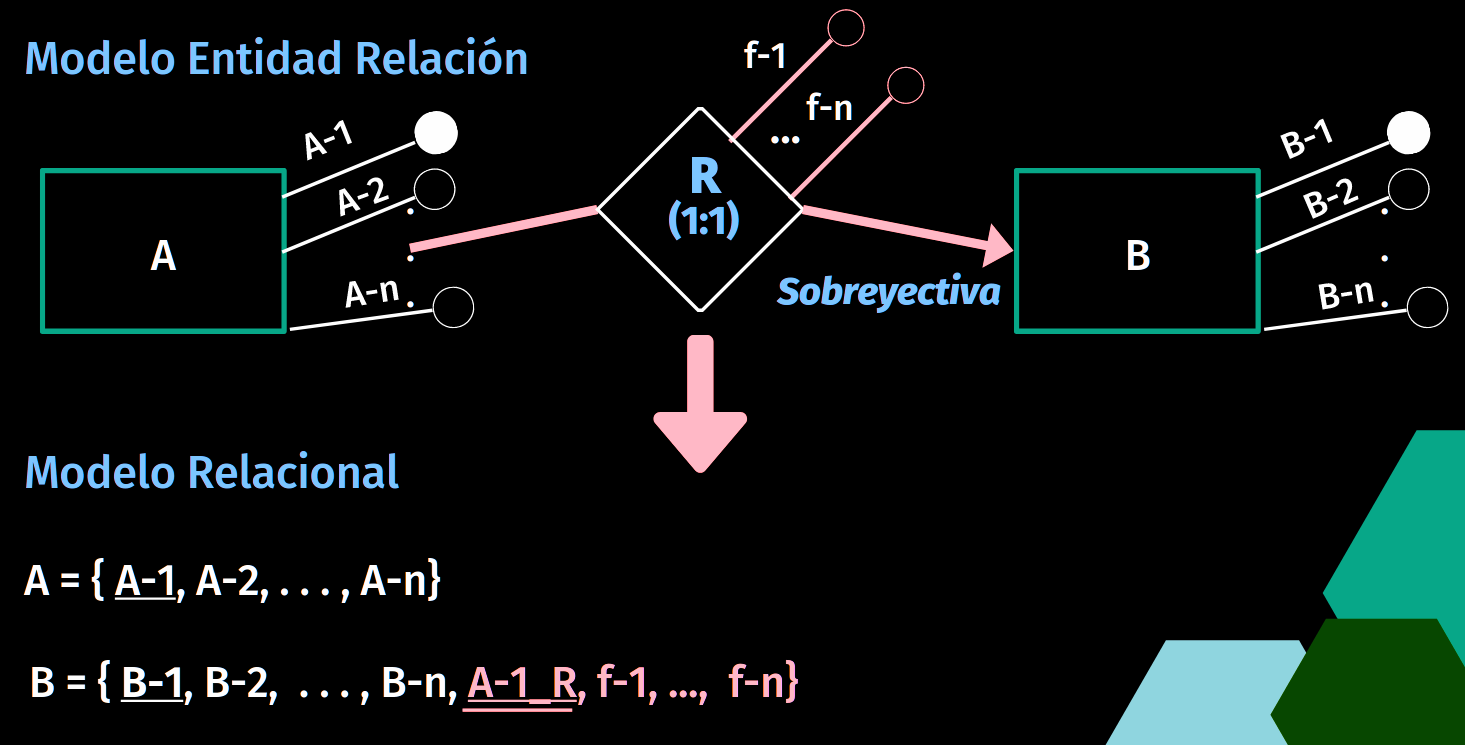 Modelo Entidad Relación
f-1
f-n
...
A-1
A-2
.
.
A-n .
A
R
(1:1)
Sobreyectiva
B-1
B-2
.
.
B-n .
B
Modelo Relacional
A = { A-1, A-2, . . . , A-n}
B = { B-1, B-2, . . . , B-n, A-1_R, f-1, ..., f-n}